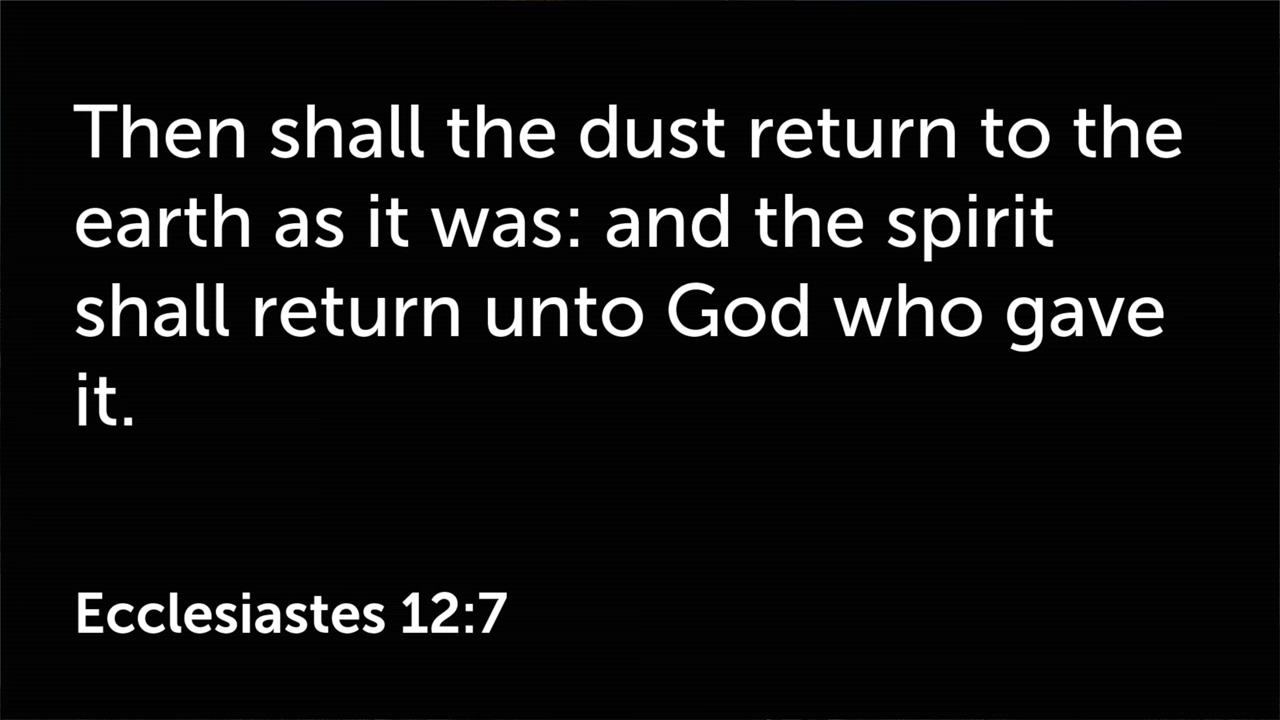 Then shall the dust return to the
earth as it was: and the spirit
shall return unto God who gave
it.
Ecclesiastes 12:7